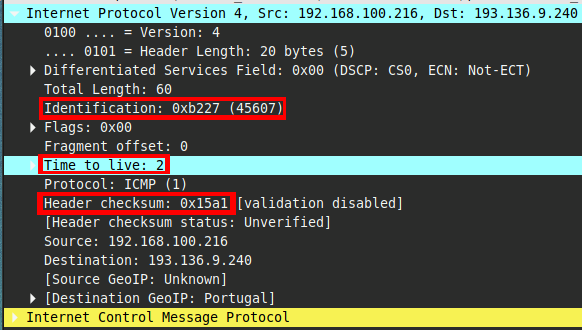 Internet Protocol Version 4, Src: 192.168.100.216, Dst: 193.136.9.240
0100 .... = Version: 4
.... 0101 = Header Length: 20 bytes (5)
Differentiated Services Field: 0x00 (DSCP: CS0, ECN: Not-ECT)
Total Length: 60
Identification: 0xb227 (45607)
Flags: 0x00
Fragment offset: 0
Time to live: 2
Protocol: ICMP (1)
Header checksum: 0x15a1 [validation disabled]
[Header checksum status: Unverified]
Source: 192.168.100.216
Destination: 193.136.9.240
[Source GeoIP: Unknown]
[Destination GeoIP: Portugal]
Internet Control Message Protocol